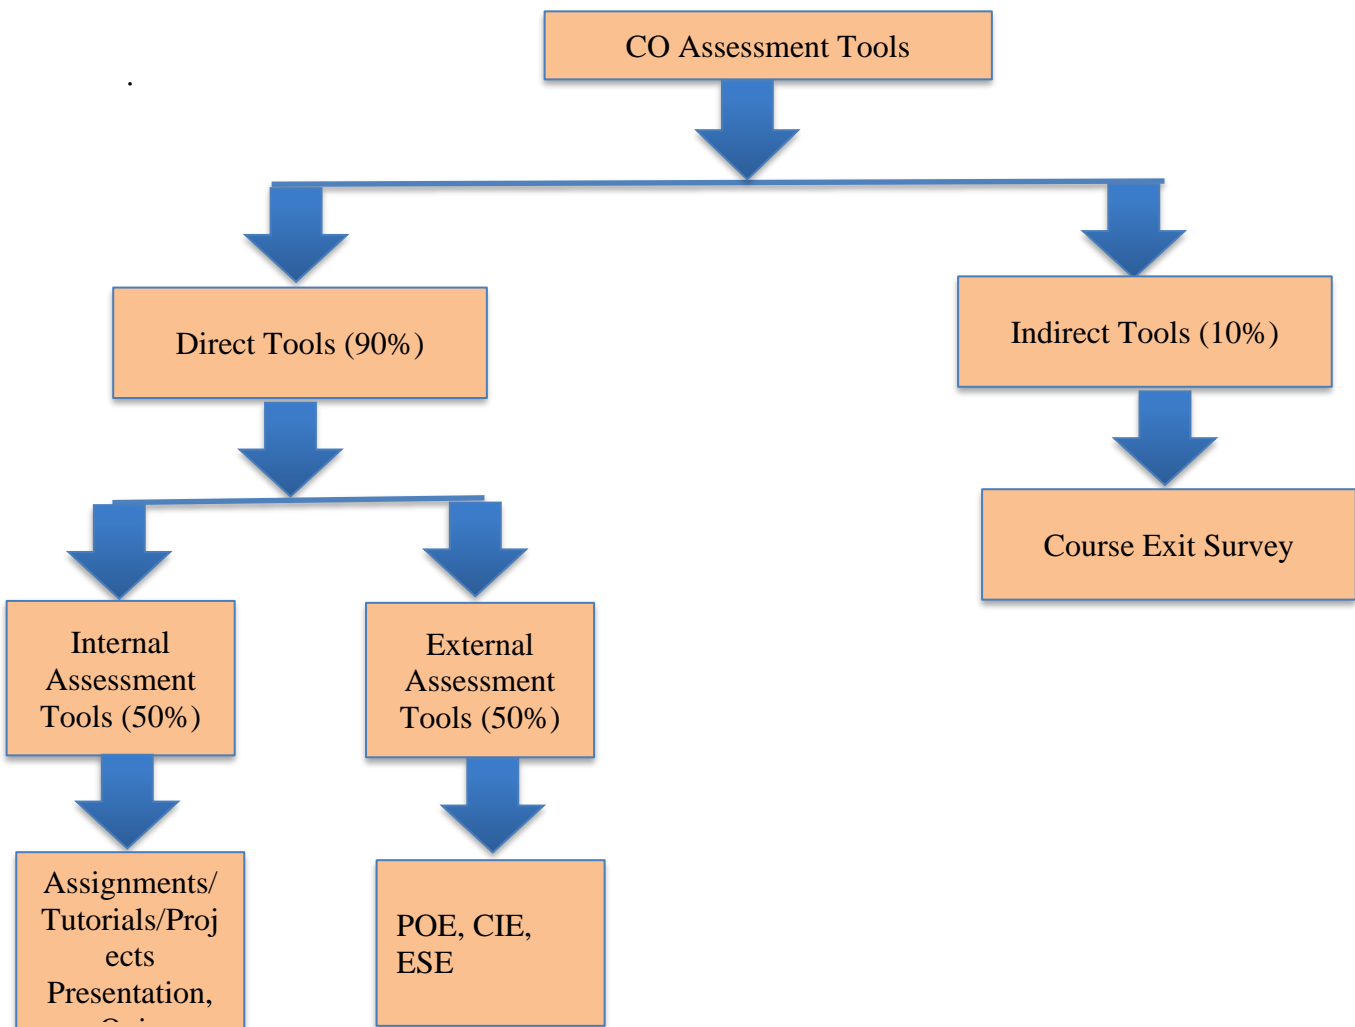 CO Assessment Tools
.
Direct Tools (90%)
Indirect Tools (10%)
Course Exit Survey
Internal
Assessment
Tools (50%)
External
Assessment
Tools (50%)
Assignments/
Tutorials/Proj
ects
Presentation,
POE, CIE,
ESE